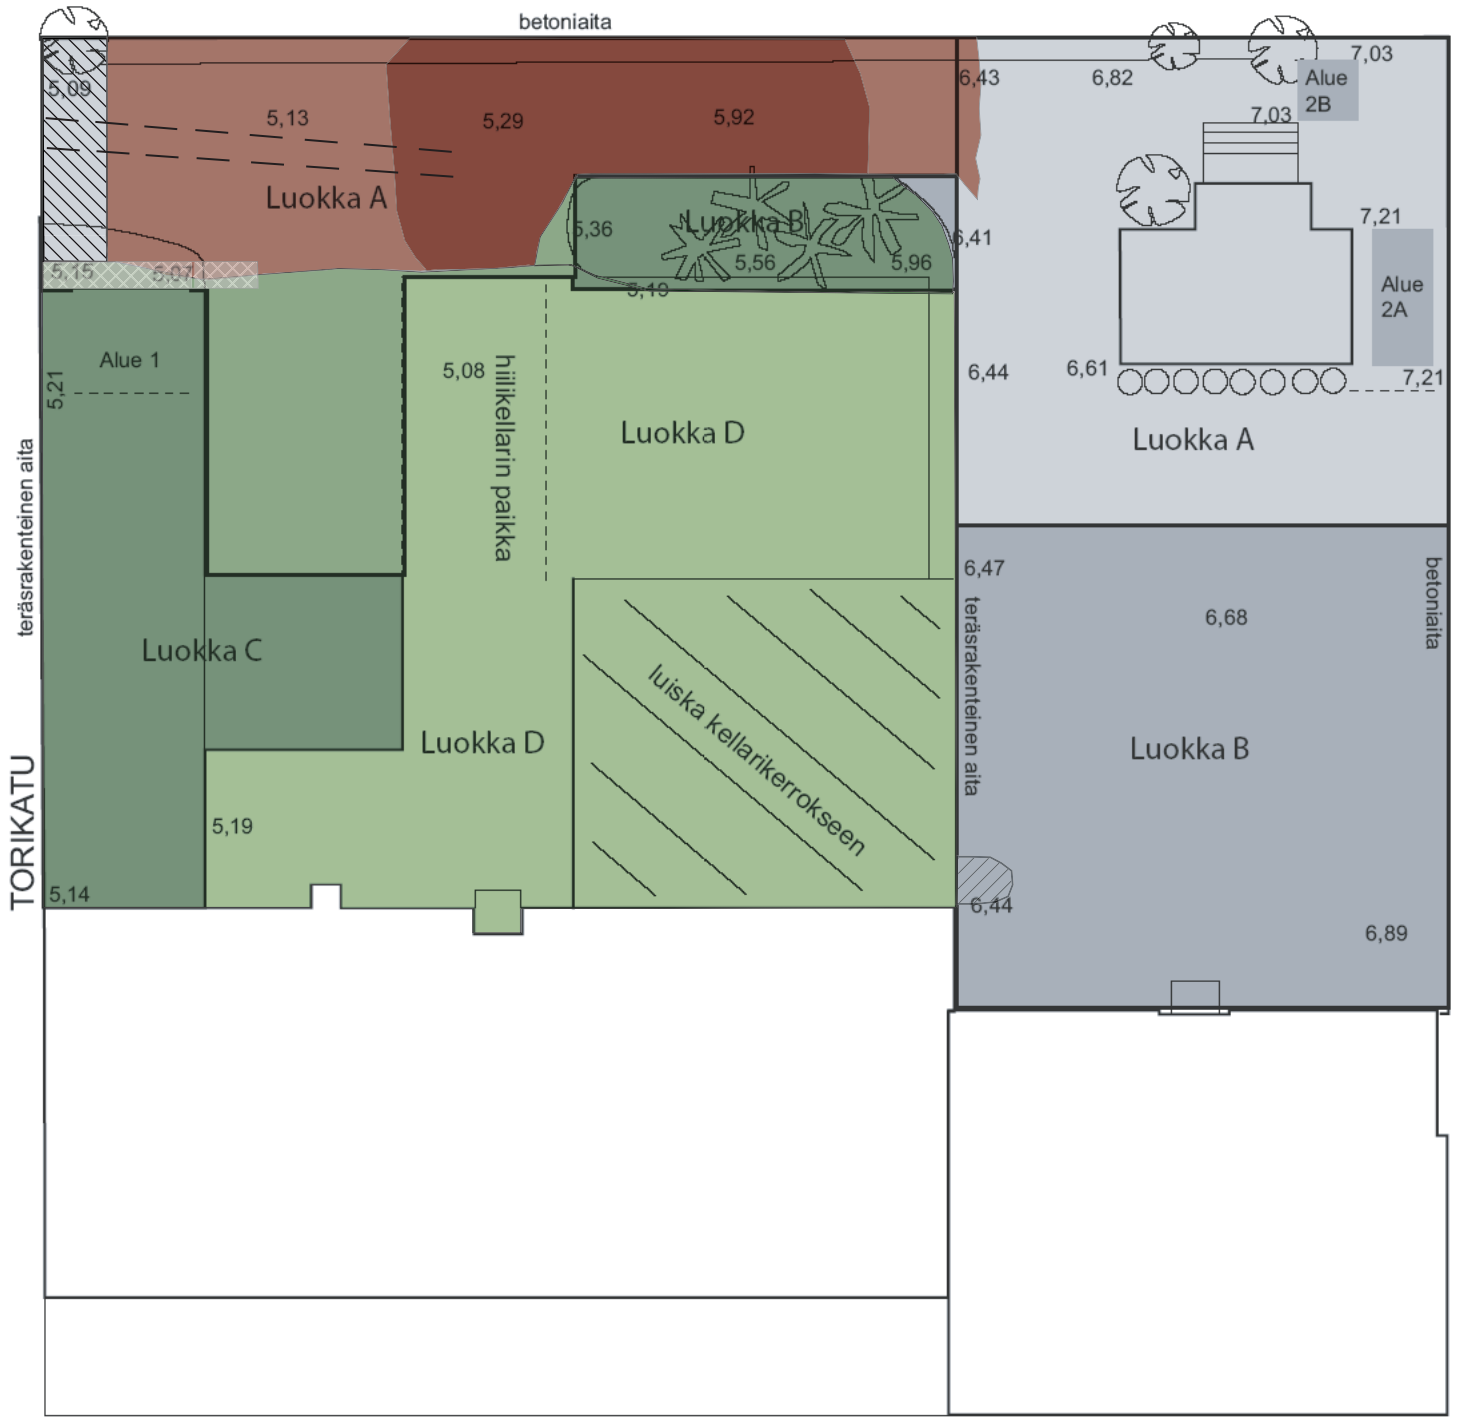 betoniaita
7,03
5,09
6,43
6,82
Alue
2B
5,13
5,29
5,92
7,03
Luokka A
Luokka B
7,21
5,36
6,41
5,56
5,96
5,15
5,07
5,19
Alue
2A
Alue 1
5,21
5,08
hiilikellarin paikka
6,44
6,61
7,21
Luokka D
Luokka A
teräsrakenteinen aita
6,47
betoniaita
6,68
teräsrakenteinen aita
Luokka C
luiska kellarikerrokseen
Luokka D
Luokka B
TORIKATU
5,19
5,14
6,44
6,89